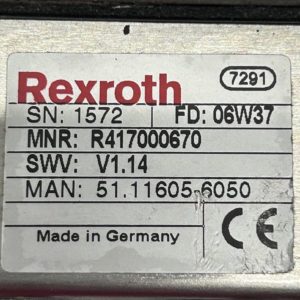 Rexroth 7291
SN: 1572 FD: 06W37
MNR: R417000670
SWV: V1.14
MAN: 51.11605-6050
Made in Germany CE